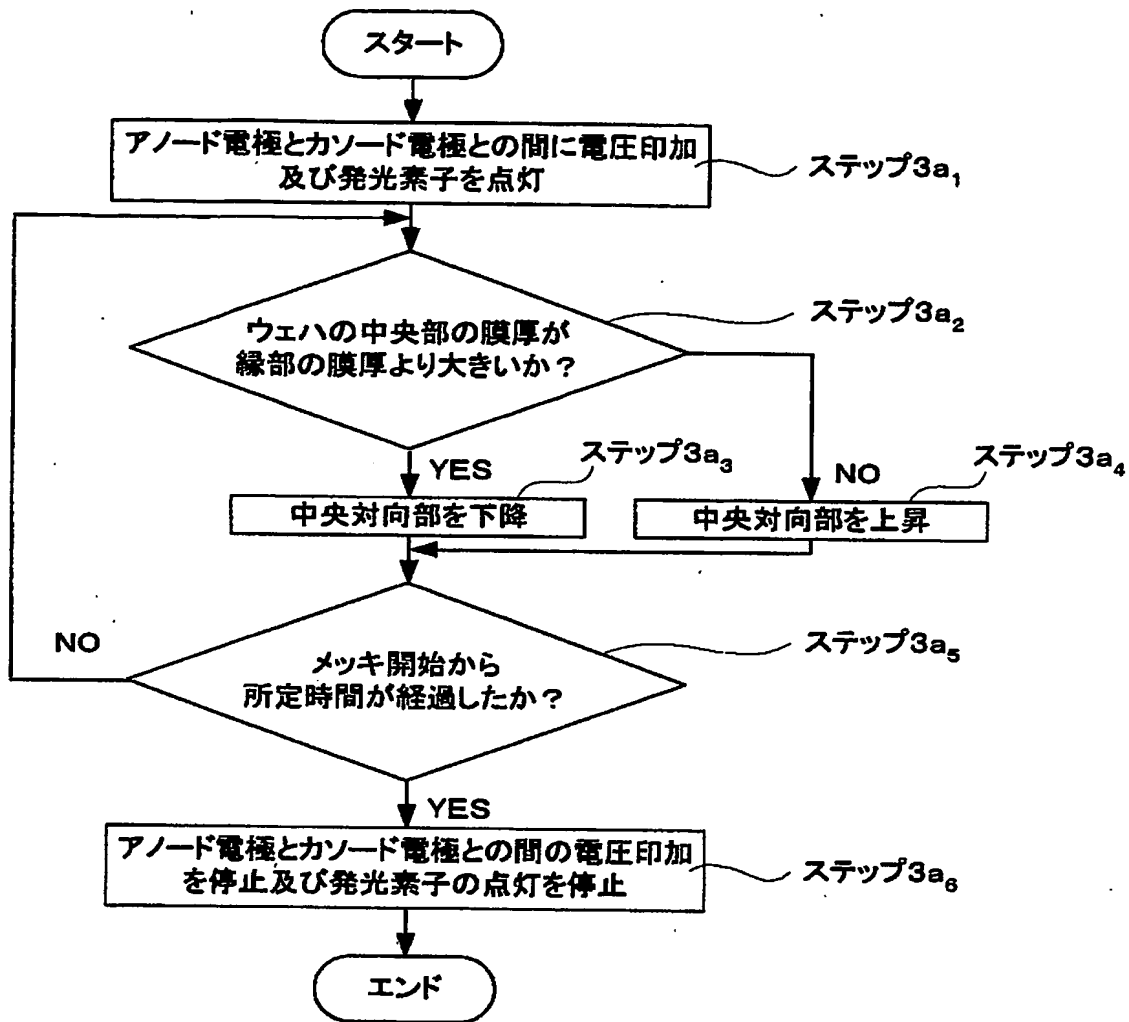 スタート
アノード電極とカソード電極との間に電圧印加
及び発光素子を点灯
ステップ3a1
ウェハの中央部の膜厚が
縁部の膜厚より大きいか?
ステップ3a2
YES
ステップ3a3
NO
ステップ3a4
中央対向部を下降
中央対向部を上昇
NO
メッキ開始から
所定時間が経過したか?
ステップ3a5
YES
アノード電極とカソード電極との間の電圧印加
を停止及び発光素子の点灯を停止
ステップ3a6
エンド